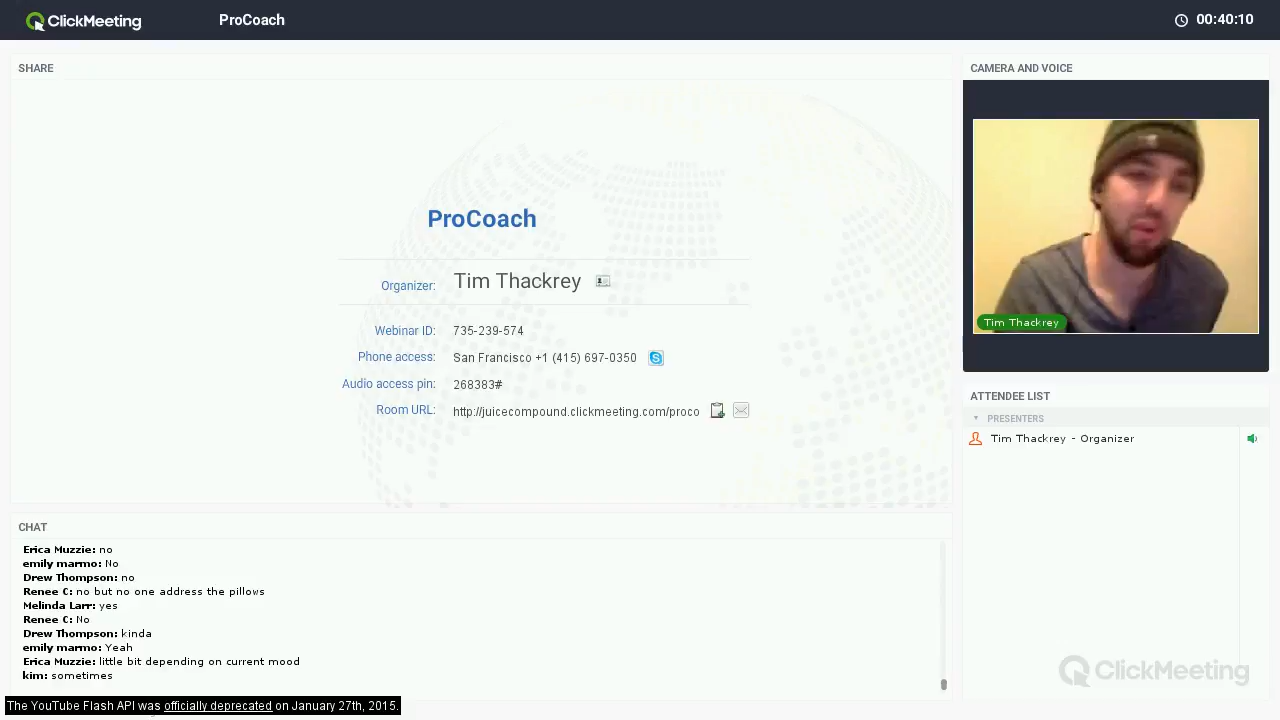 ClickMeeting
ProCoach
00:40:10
SHARE
ProCoach
Organizer: Tim Thackrey
Webinar ID: 735-239-574
Phone access: San Francisco +1 (415) 697-0350
Audio access pin: 268383#
Room URL: http://juicecompound.clickmeeting.com/proco
CAMERA AND VOICE
Tim Thackrey
ATTENDEE LIST
PRESENTERS
Tim Thackrey - Organizer
CHAT
Erica Muzzie: no
emily marmo: No
Drew Thompson: no
Renee C: no but no one address the pillows
Melinda Larr: yes
Renee C: No
Drew Thompson: kinda
emily marmo: Yeah
Erica Muzzie: little bit depending on current mood
kim: sometimes
ClickMeeting
The YouTube Flash API was officially deprecated on January 27th, 2015.